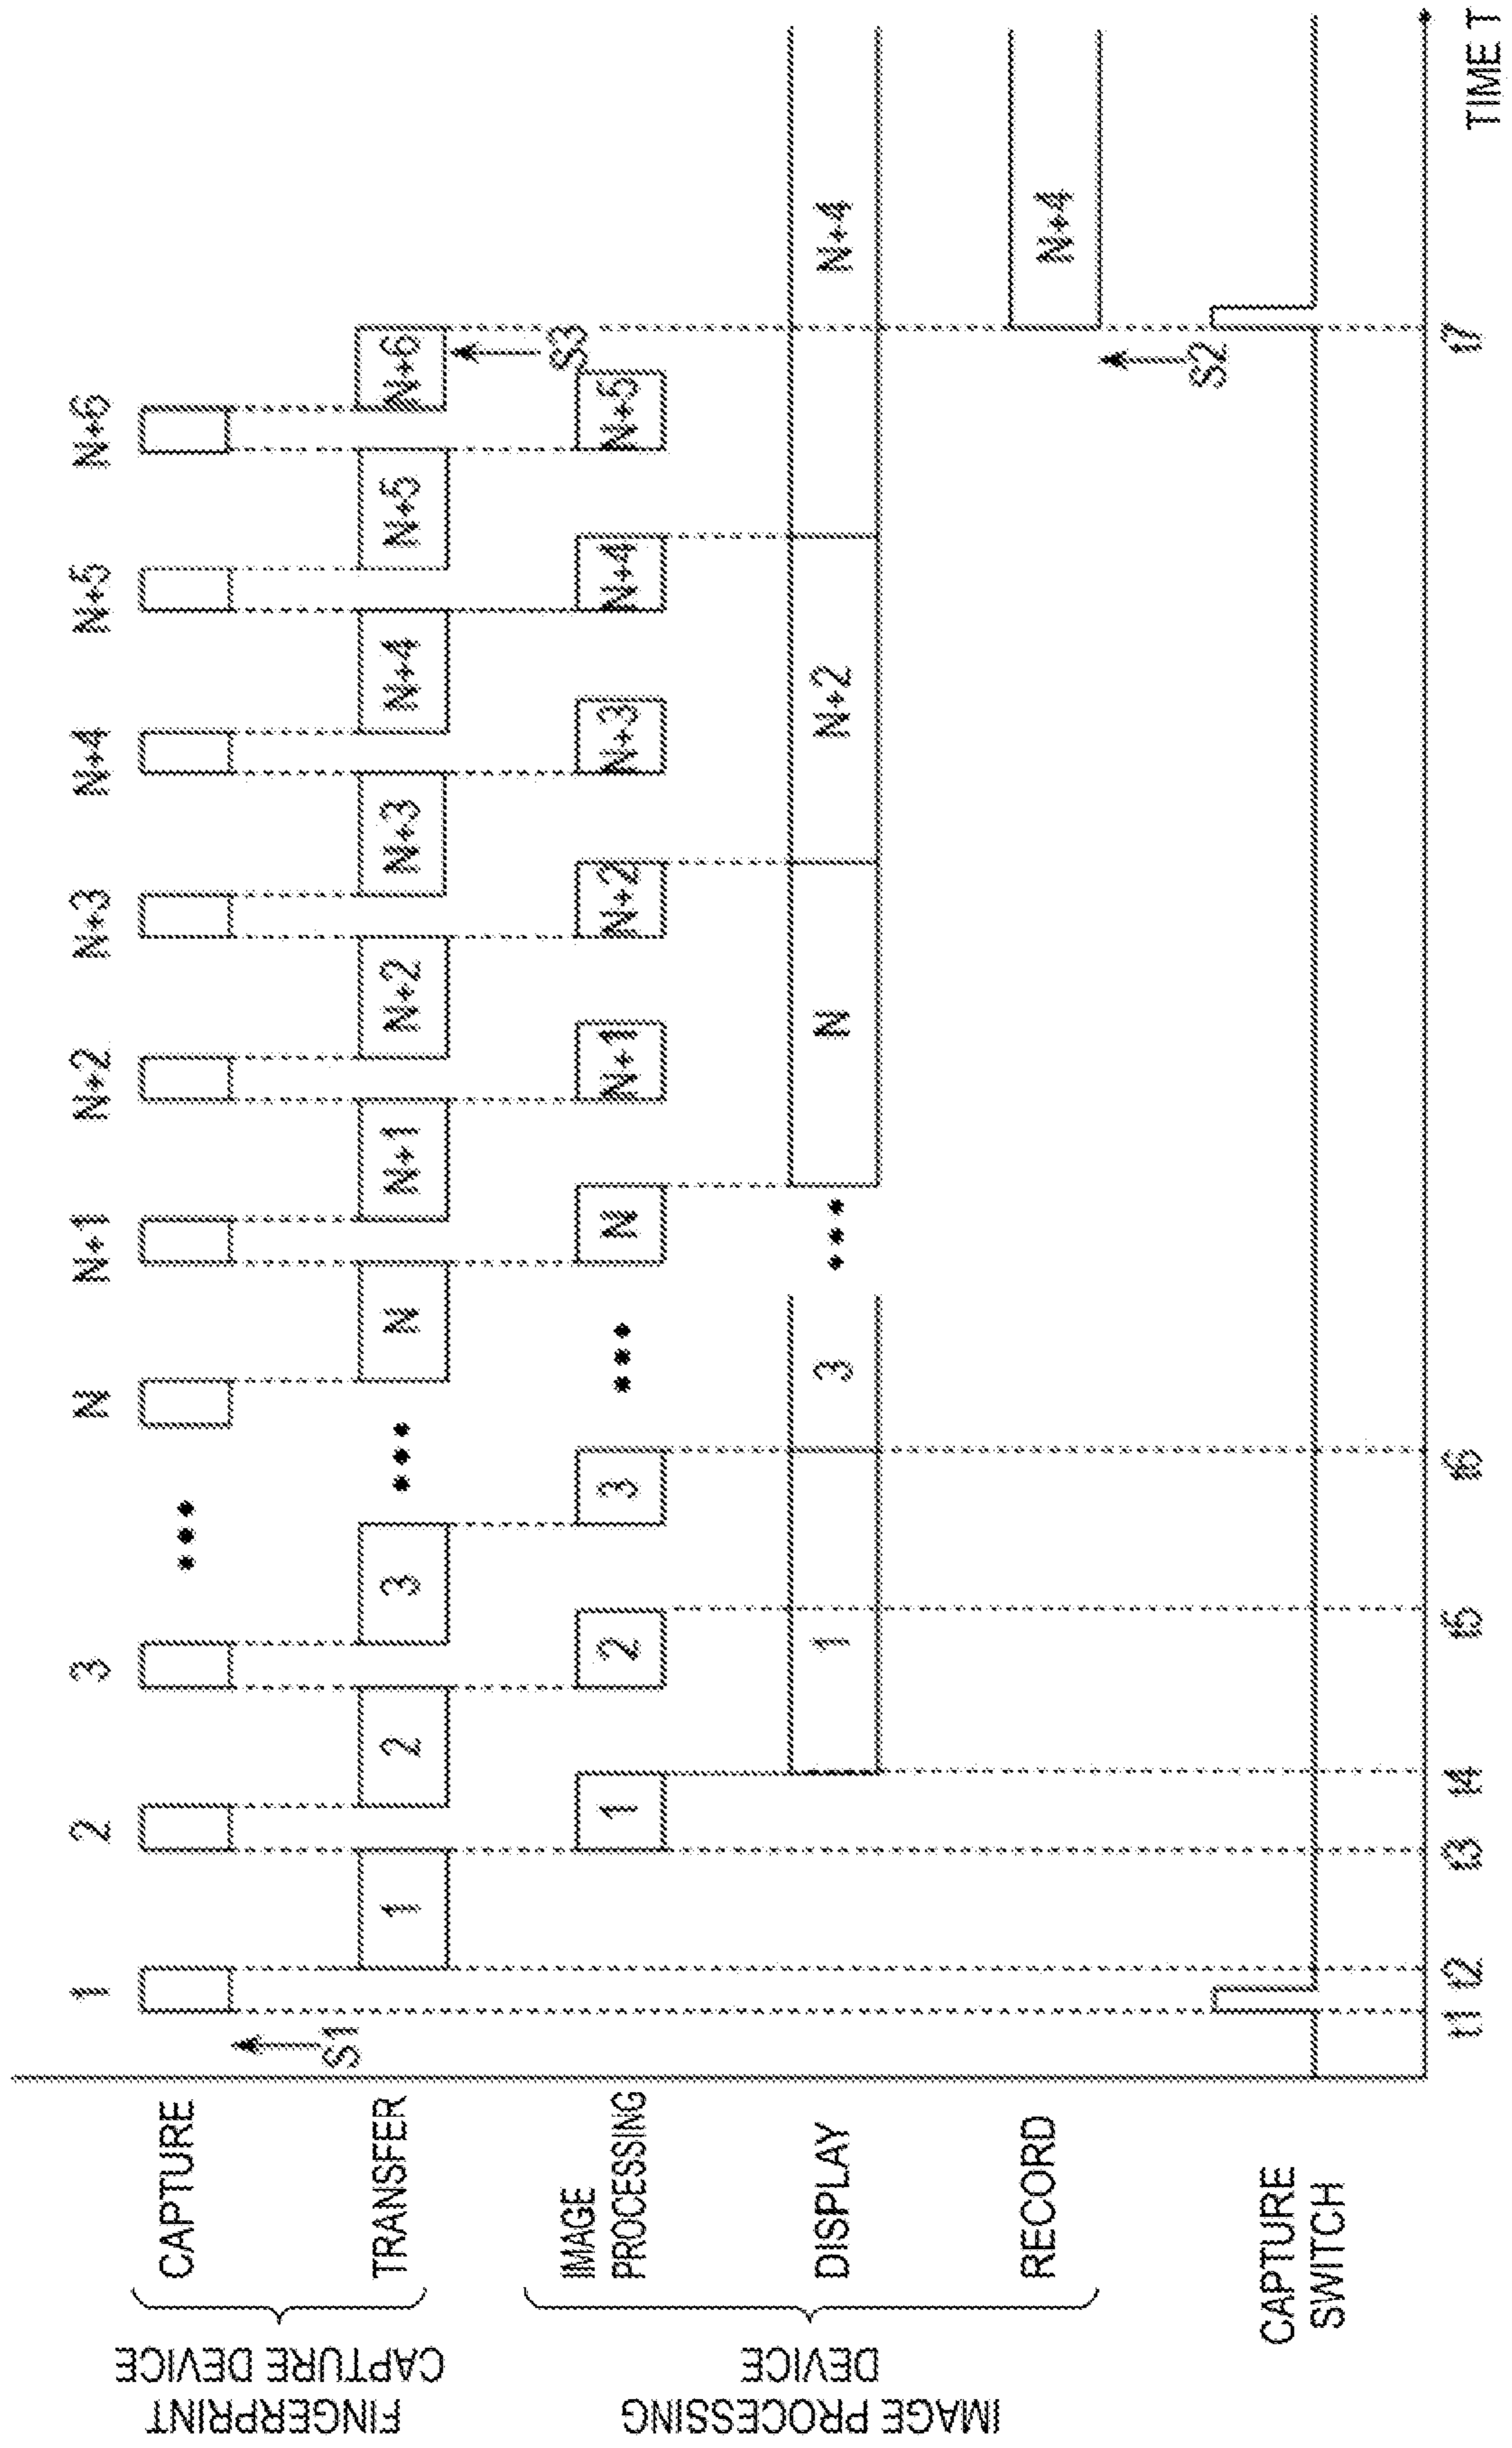 1 2 3 ••• N N+1 N+2 N+3 N+4 N+5 N+6
FINGERPRINT
CAPTURE DEVICE
CAPTURE
S1
TRANSFER
1 2 3 ••• N N+1 N+2 N+3 N+4 N+5 N+6
S3
IMAGE PROCESSING
DEVICE
IMAGE
PROCESSING
1 2 3 ••• N N+1 N+2 N+3 N+4 N+5
DISPLAY
1 3 ••• N N+2 N+4
RECORD
N+4
S2
CAPTURE
SWITCH
t1 t2 t3 t4 t5 t6 t7
TIME T